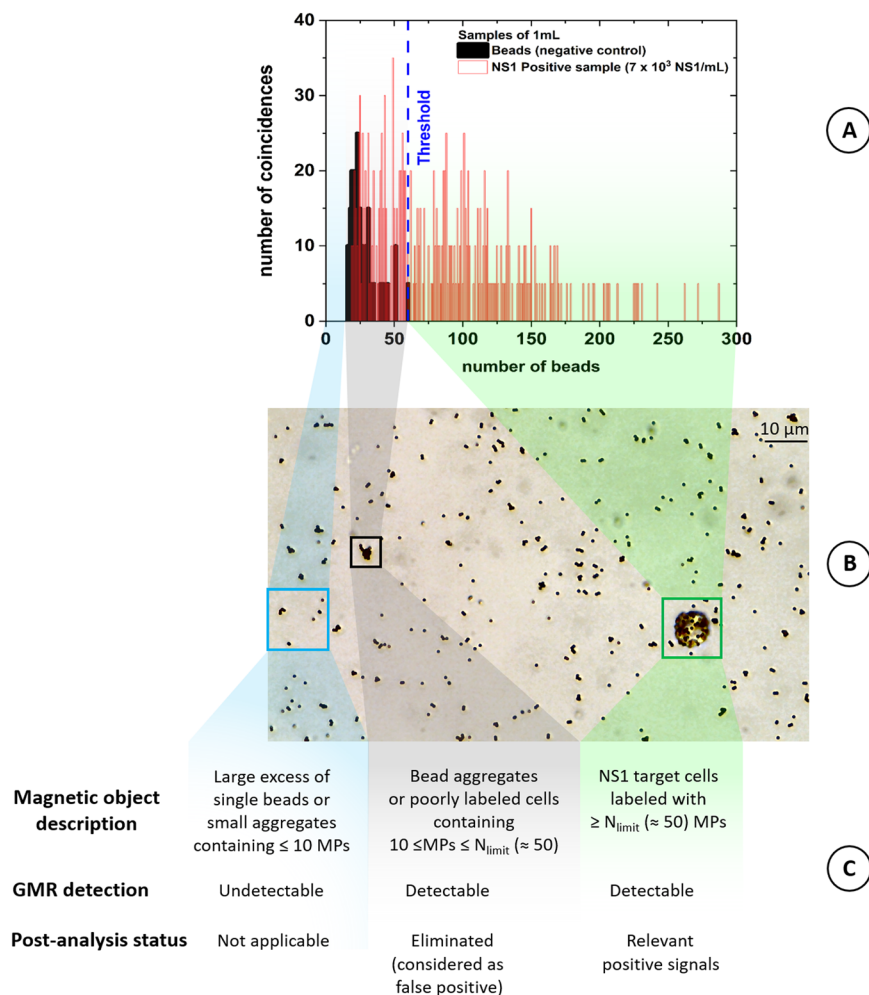 Samples of 1mL
Beads (negative control)
NS1 Positive sample (7 x 10³ NS1/mL)
Threshold
number of coincidences
40
30
20
10
0
0 50 100 150 200 250 300
number of beads
A
10 µm
B
Magnetic object
description
Large excess of
single beads or
small aggregates
containing ≤ 10 MPs
Bead aggregates
or poorly labeled cells
containing
10 ≤MPs ≤ Nlimit (≈ 50)
NS1 target cells
labeled with
≥ Nlimit (≈ 50) MPs
C
GMR detection
Undetectable
Detectable
Detectable
Post-analysis status
Not applicable
Eliminated
(considered as
false positive)
Relevant
positive signals